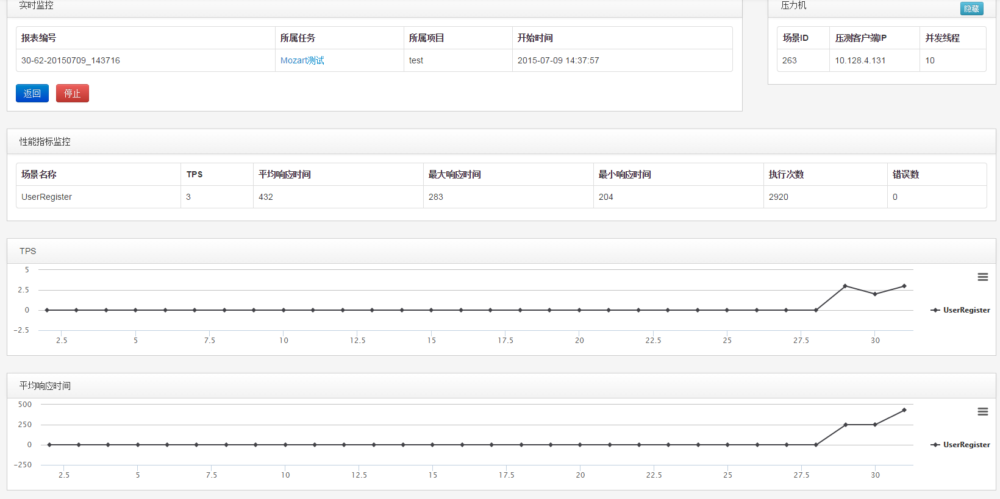 实时监控
报表编号 所属任务 所属项目 开始时间
30-62-20150709_143716 Mozart测试 test 2015-07-09 14:37:57
返回 停止
压力机 隐藏
场景ID 压测客户端IP 并发线程
263 10.128.4.131 10
性能指标监控
场景名称 TPS 平均响应时间 最大响应时间 最小响应时间 执行次数 错误数
UserRegister 3 432 283 204 2920 0
TPS
5
2.5
0
-2.5
2.5 5 7.5 10 12.5 15 17.5 20 22.5 25 27.5 30
UserRegister
平均响应时间
500
250
0
-250
2.5 5 7.5 10 12.5 15 17.5 20 22.5 25 27.5 30
UserRegister